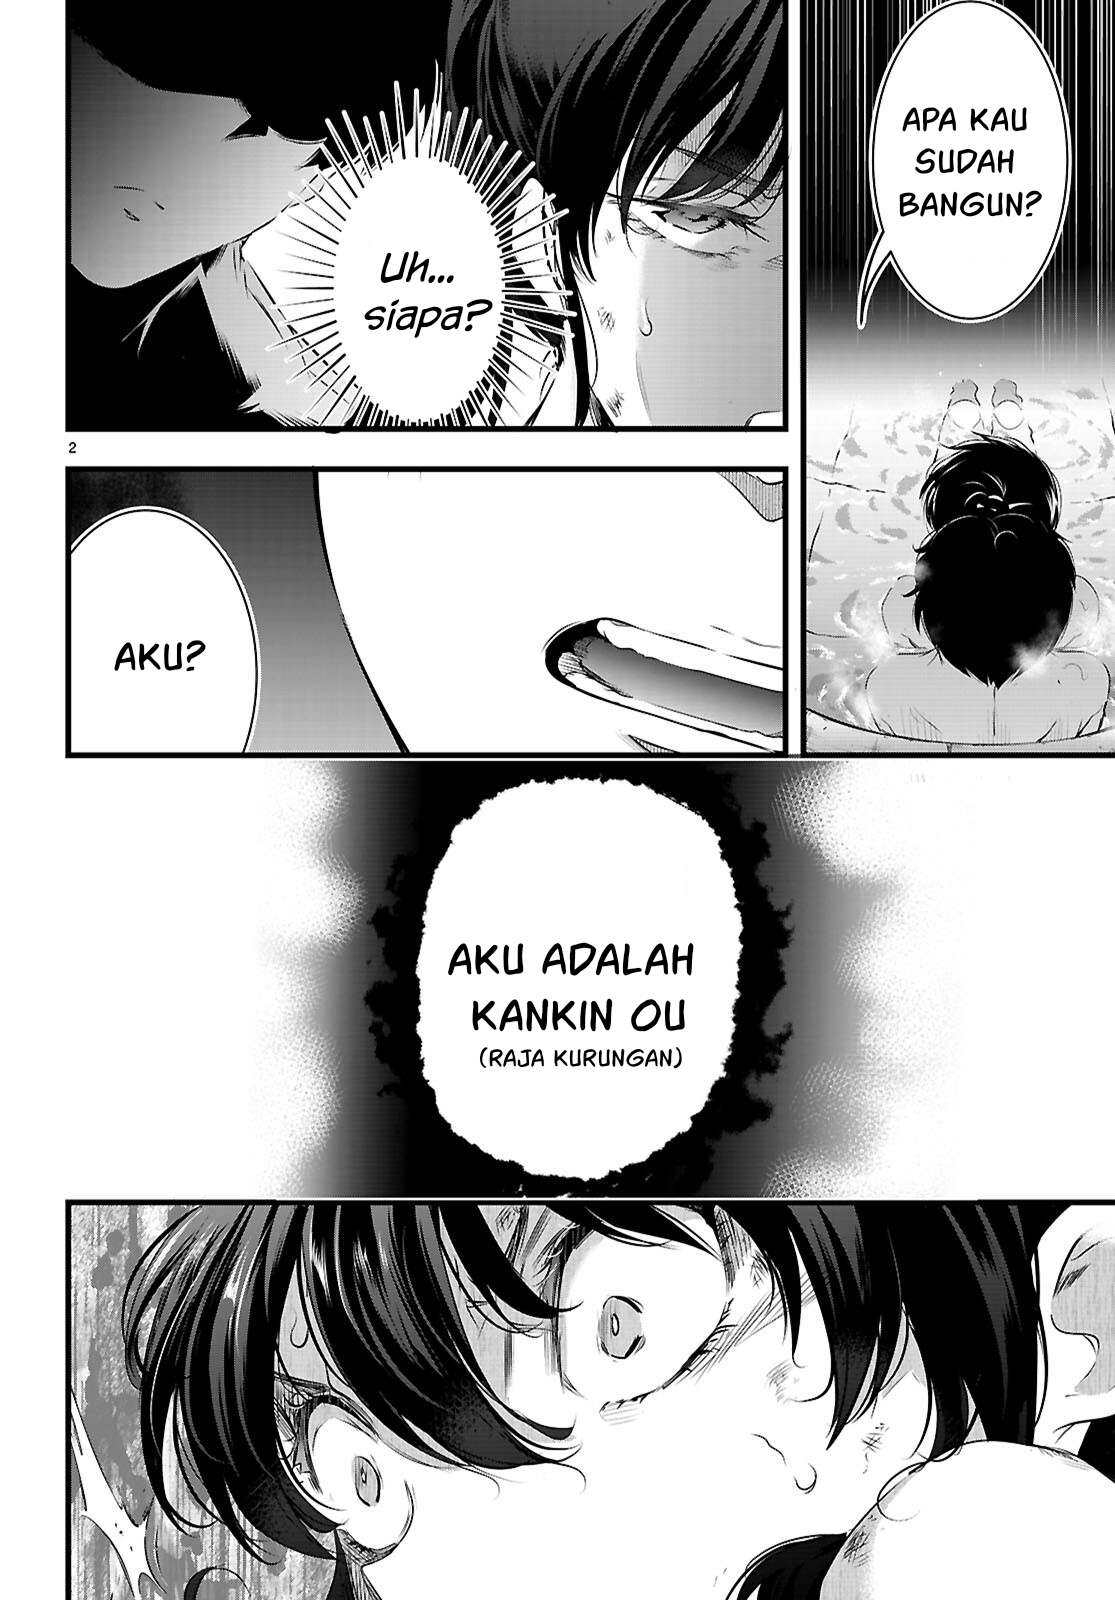 APA KAU
SUDAH
BANGUN?
Uh...
siapa?
2
AKU?
AKU ADALAH
KANKIN OU
(RAJA KURUNGAN)